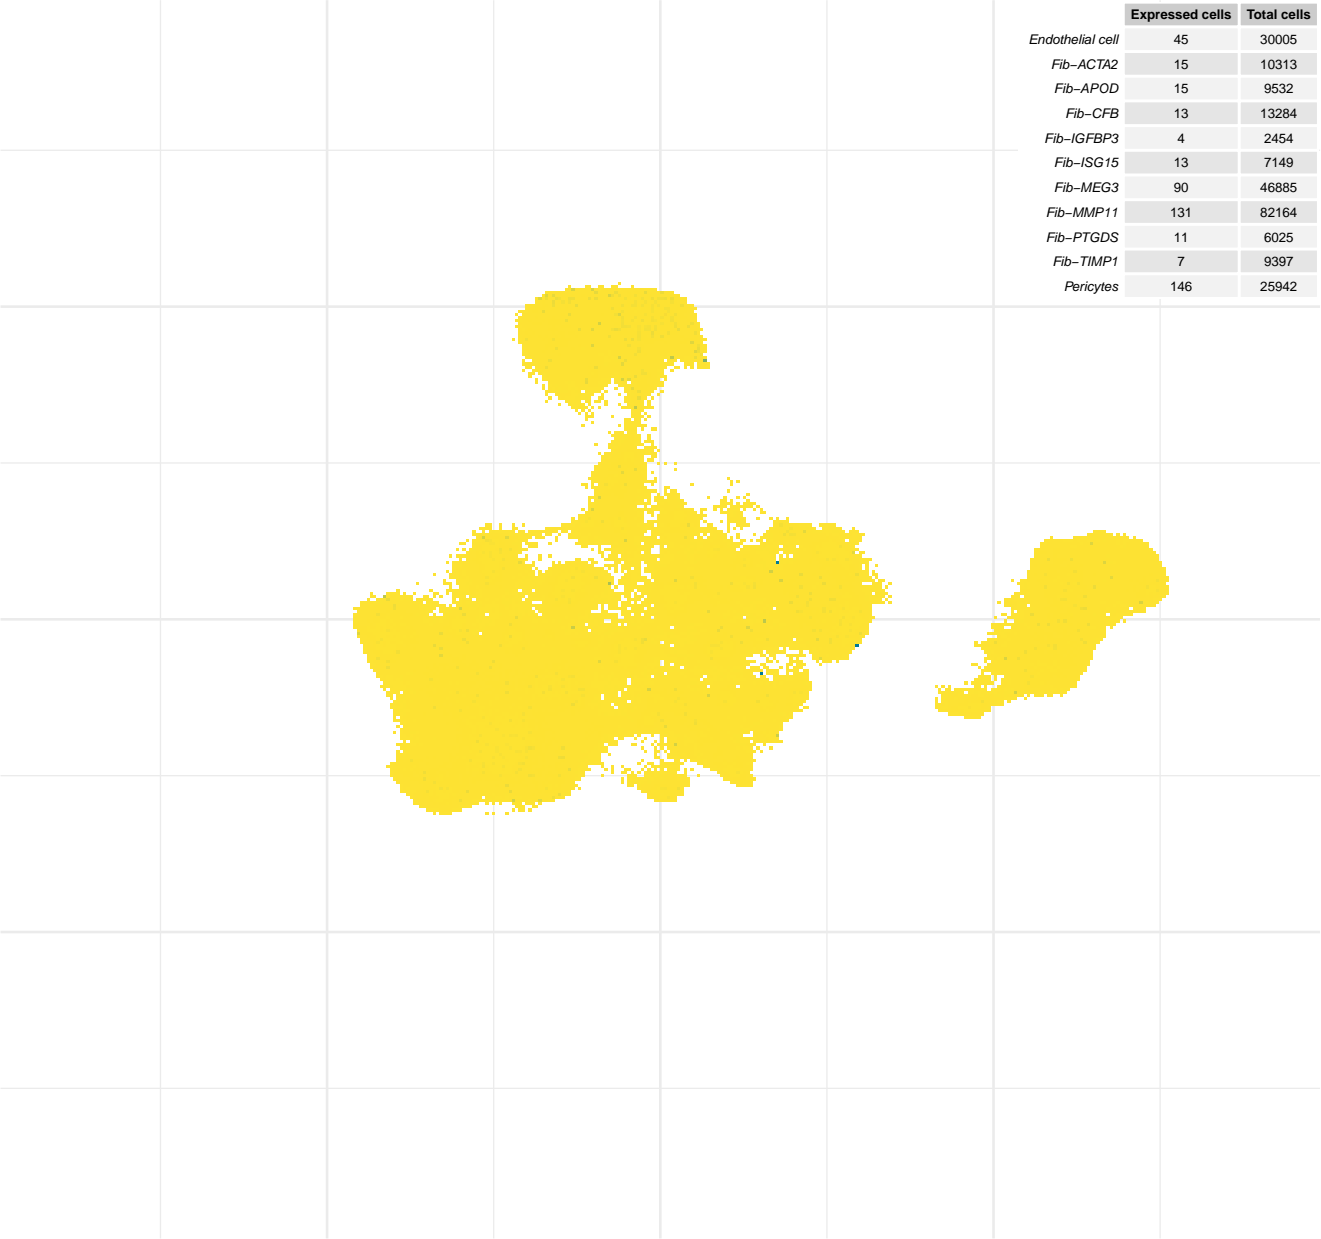 Expressed cells Total cells
Endothelial cell 45 30005
Fib−ACTA2 15 10313
Fib−APOD 15 9532
Fib−CFB 13 13284
Fib−IGFBP3 4 2454
Fib−ISG15 13 7149
Fib−MEG3 90 46885
Fib−MMP11 131 82164
Fib−PTGDS 11 6025
Fib−TIMP1 7 9397
Pericytes 146 25942